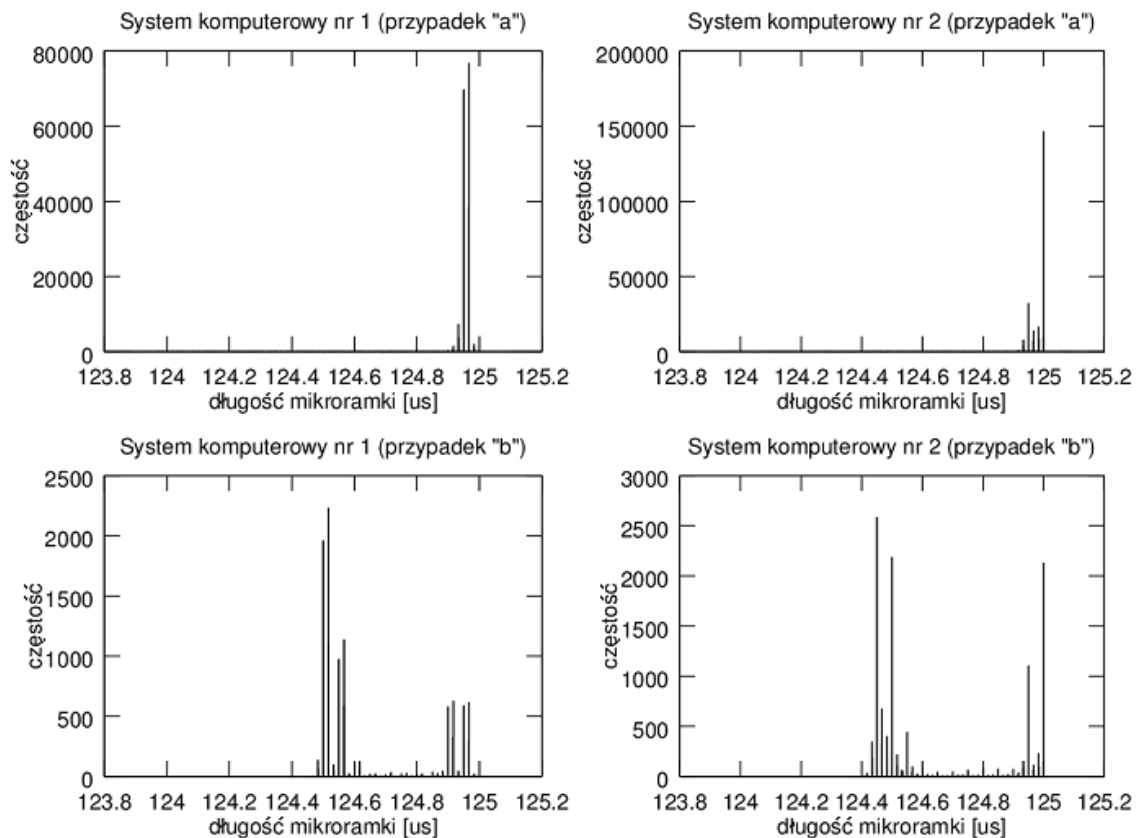 System komputerowy nr 1 (przypadek "a")
80000
60000
40000
20000
0
częstość
123.8 124 124.2 124.4 124.6 124.8 125 125.2
długość mikroramki [us]
System komputerowy nr 2 (przypadek "a")
200000
150000
100000
50000
0
częstość
123.8 124 124.2 124.4 124.6 124.8 125 125.2
długość mikroramki [us]
System komputerowy nr 1 (przypadek "b")
2500
2000
1500
1000
500
0
częstość
123.8 124 124.2 124.4 124.6 124.8 125 125.2
długość mikroramki [us]
System komputerowy nr 2 (przypadek "b")
3000
2500
2000
1500
1000
500
0
częstość
123.8 124 124.2 124.4 124.6 124.8 125 125.2
długość mikroramki [us]